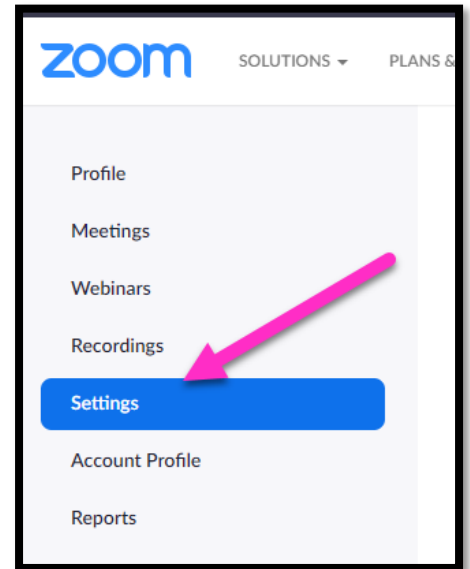 zoom SOLUTIONS PLANS &
Profile
Meetings
Webinars
Recordings
Settings
Account Profile
Reports